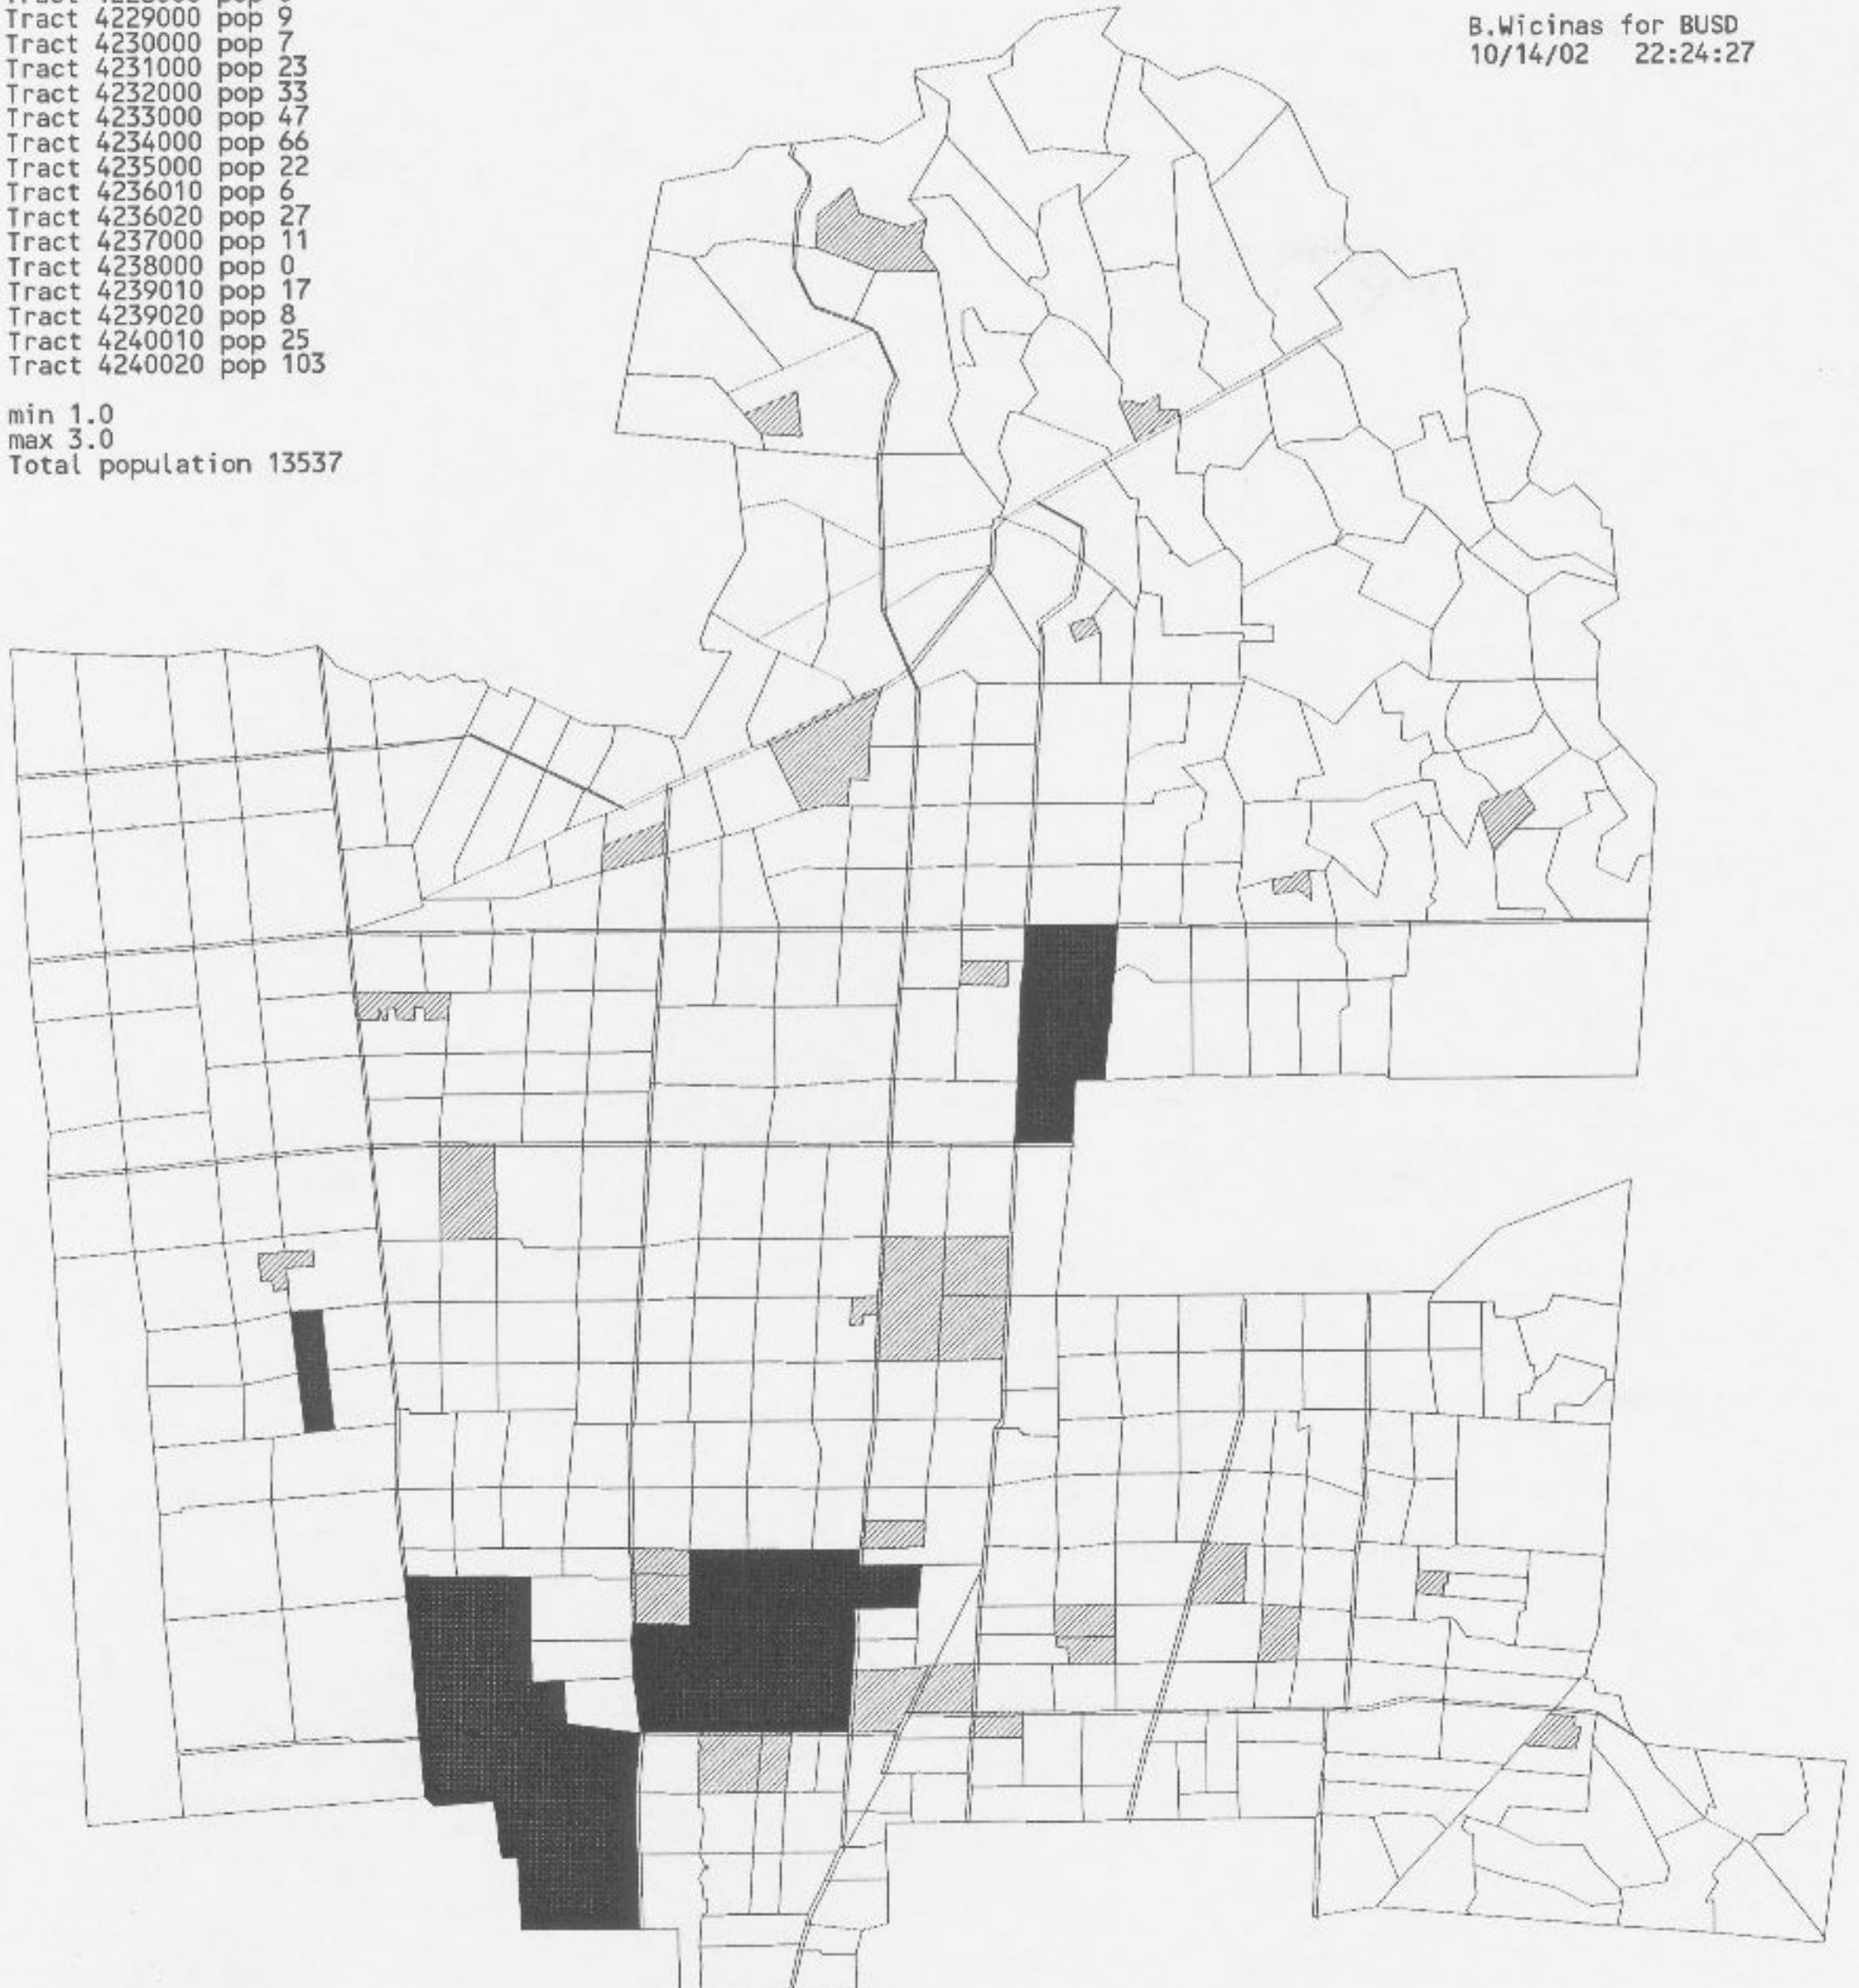 Tract 4229000 pop 9
Tract 4230000 pop 7
Tract 4231000 pop 23
Tract 4232000 pop 33
Tract 4233000 pop 47
Tract 4234000 pop 66
Tract 4235000 pop 22
Tract 4236010 pop 6
Tract 4236020 pop 27
Tract 4237000 pop 11
Tract 4238000 pop 0
Tract 4239010 pop 17
Tract 4239020 pop 8
Tract 4240010 pop 25
Tract 4240020 pop 103
min 1.0
max 3.0
Total population 13537
B.Wicinas for BUSD
10/14/02 22:24:27